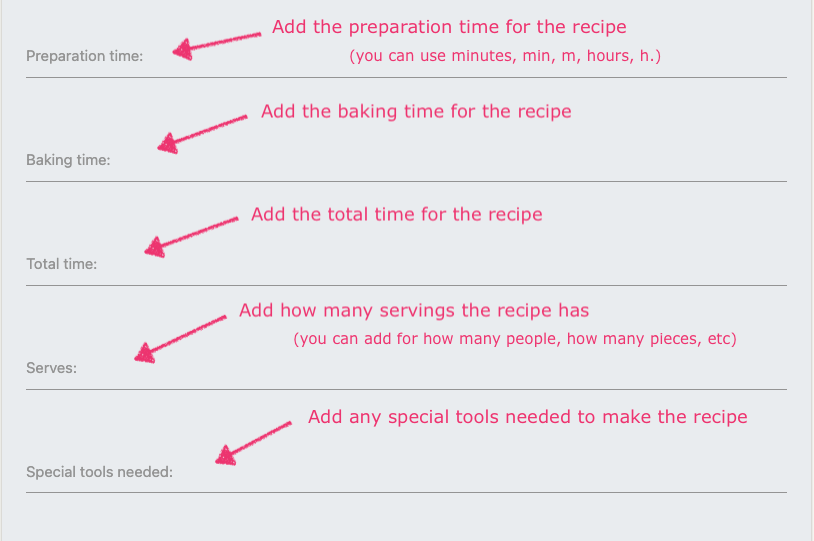 Add the preparation time for the recipe
Preparation time:
(you can use minutes, min, m, hours, h.)
Add the baking time for the recipe
Baking time:
Add the total time for the recipe
Total time:
Add how many servings the recipe has
(you can add for how many people, how many pieces, etc)
Serves:
Add any special tools needed to make the recipe
Special tools needed: